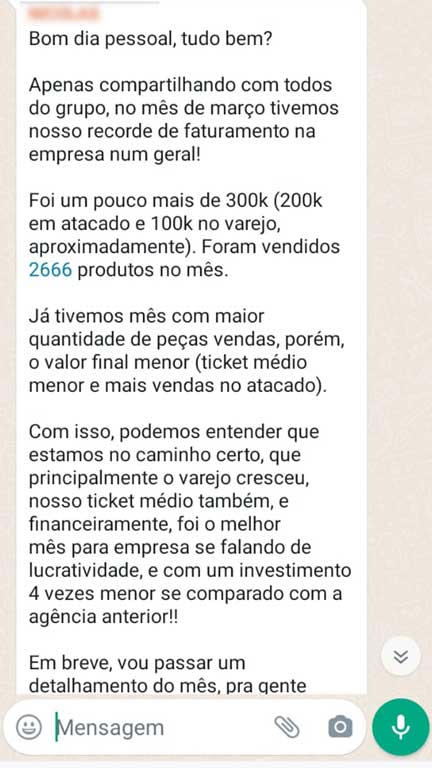 Bom dia pessoal, tudo bem?
Apenas compartilhando com todos
do grupo, no mês de março tivemos
nosso recorde de faturamento na
empresa num geral!
Foi um pouco mais de 300k (200k
em atacado e 100k no varejo,
aproximadamente). Foram vendidos
2666 produtos no mês.
Já tivemos mês com maior
quantidade de peças vendas, porém,
o valor final menor (ticket médio
menor e mais vendas no atacado).
Com isso, podemos entender que
estamos no caminho certo, que
principalmente o varejo cresceu,
nosso ticket médio também, e
financeiramente, foi o melhor
mês para empresa se falando de
lucratividade, e com um investimento
4 vezes menor se comparado com a
agência anterior!!
Em breve, vou passar um
detalhamento do mês, pra gente
Mensagem